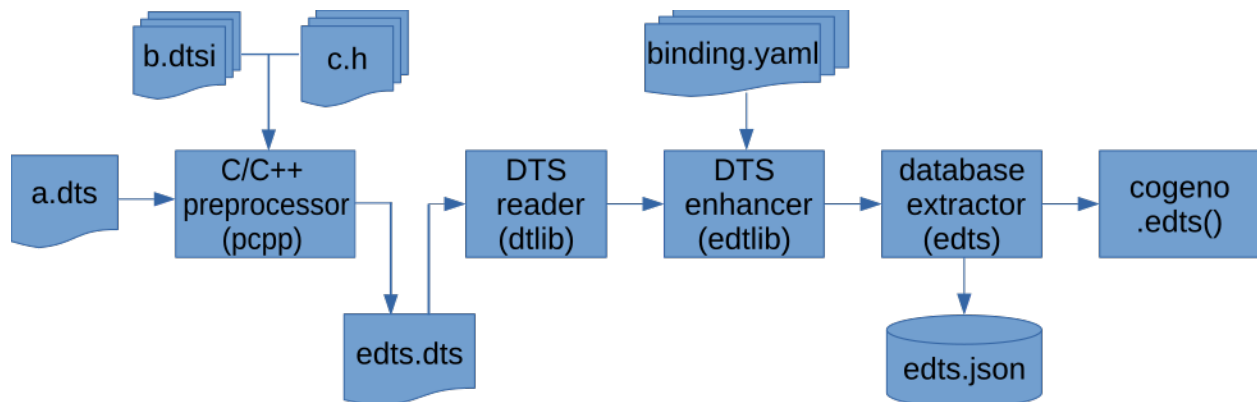 b.dtsi
c.h
binding.yaml
a.dts
C/C++
preprocessor
(pcpp)
DTS
reader
(dtlib)
DTS
enhancer
(edtlib)
database
extractor
(edts)
cogeno
.edts()
edts.dts
edts.json